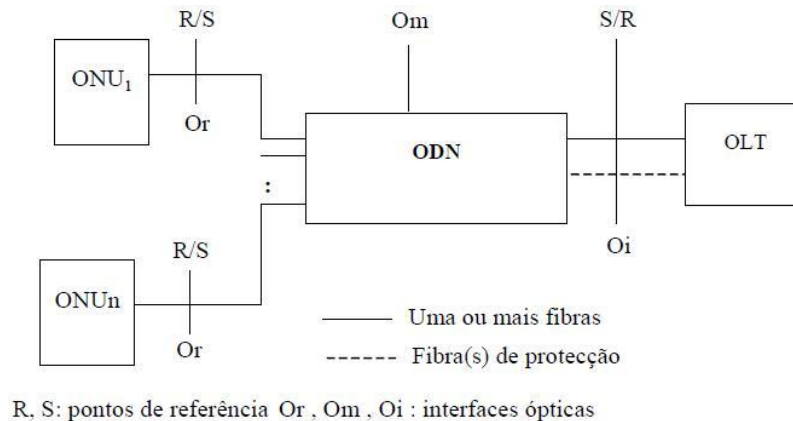 R/S
Om
S/R
ONU₁
Or
ODN
OLT
:
Oi
R/S
ONUn
Or
Uma ou mais fibras
Fibra(s) de protecção
R, S: pontos de referência Or , Om , Oi : interfaces ópticas